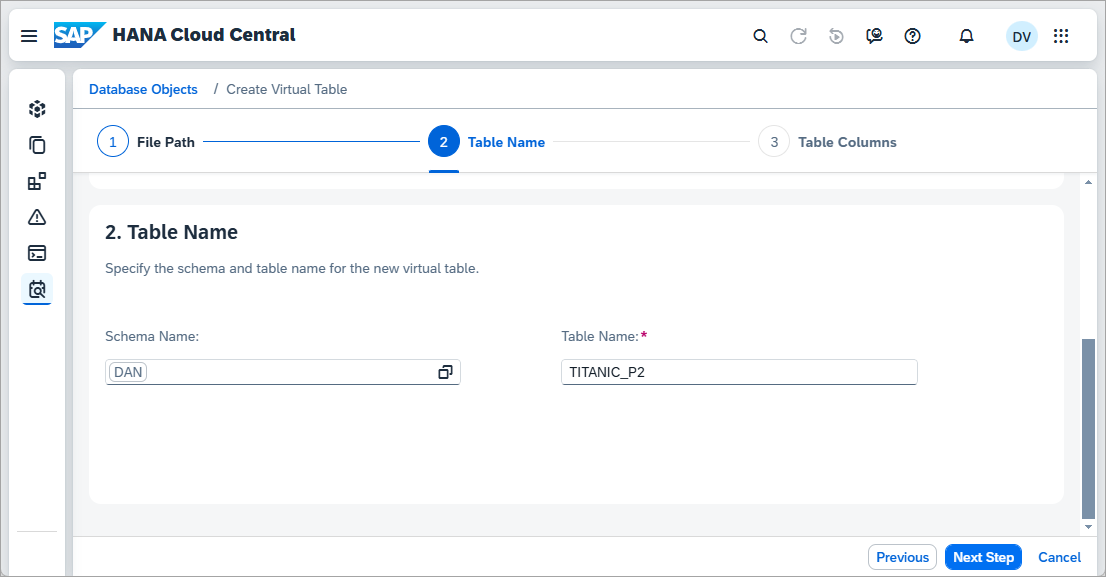 SAP HANA Cloud Central
DV
Database Objects / Create Virtual Table
1 File Path 2 Table Name 3 Table Columns
2. Table Name
Specify the schema and table name for the new virtual table.
Schema Name: Table Name:*
DAN TITANIC_P2
Previous Next Step Cancel